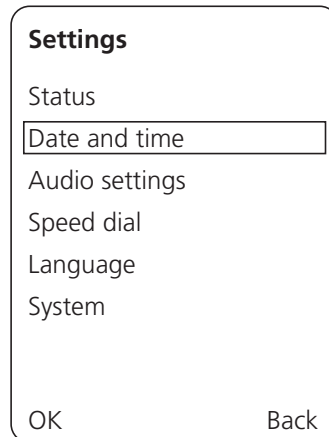 Settings
Status
Date and time
Audio settings
Speed dial
Language
System
OK Back